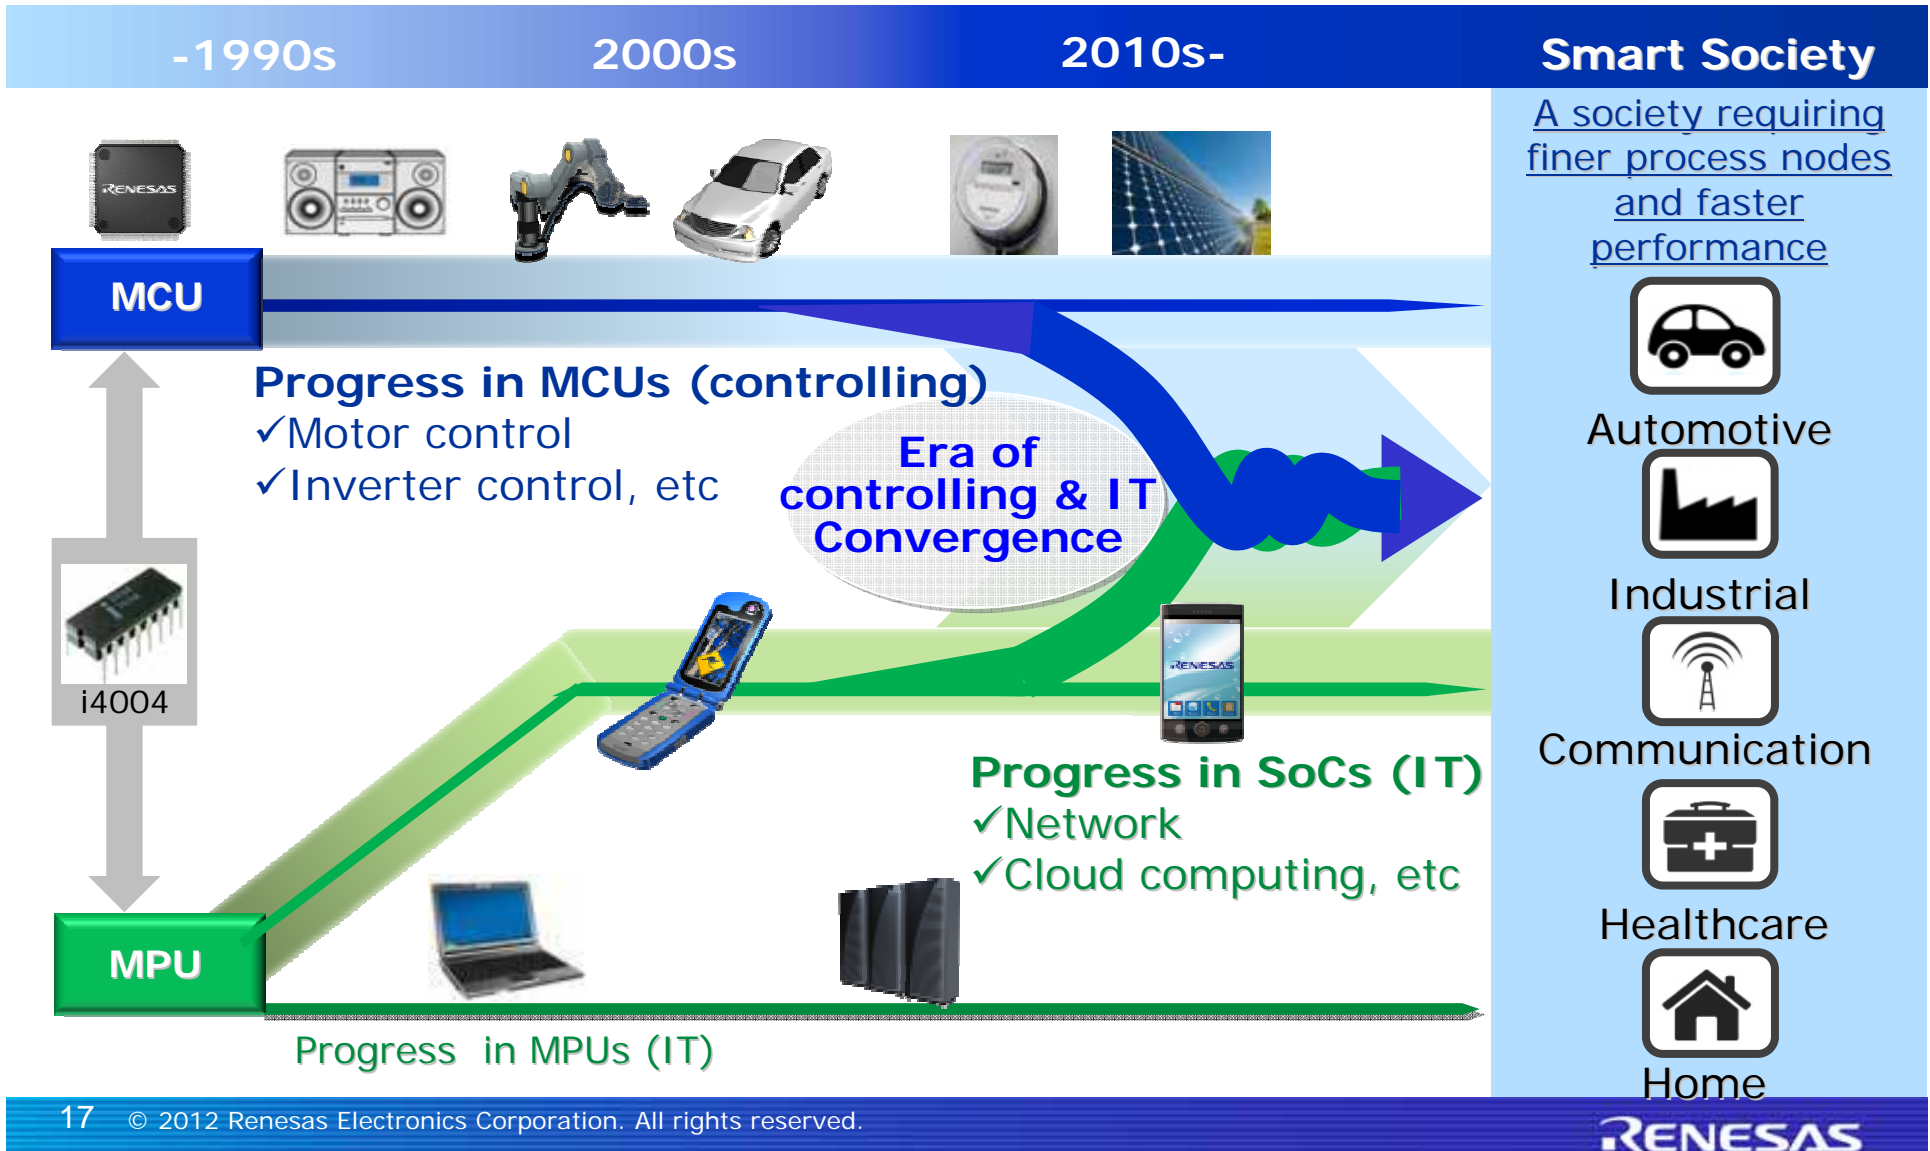 -1990s
2000s
2010s-
Smart Society
A society requiring
finer process nodes
and faster
performance
RENESAS
MCU
Progress in MCUs (controlling)
✓Motor control
✓Inverter control, etc
Era of
controlling & IT
Convergence
i4004
RENESAS
Progress in SoCs (IT)
✓Network
✓Cloud computing, etc
MPU
Progress in MPUs (IT)
Automotive
Industrial
Communication
Healthcare
Home
17 © 2012 Renesas Electronics Corporation. All rights reserved.
RENESAS